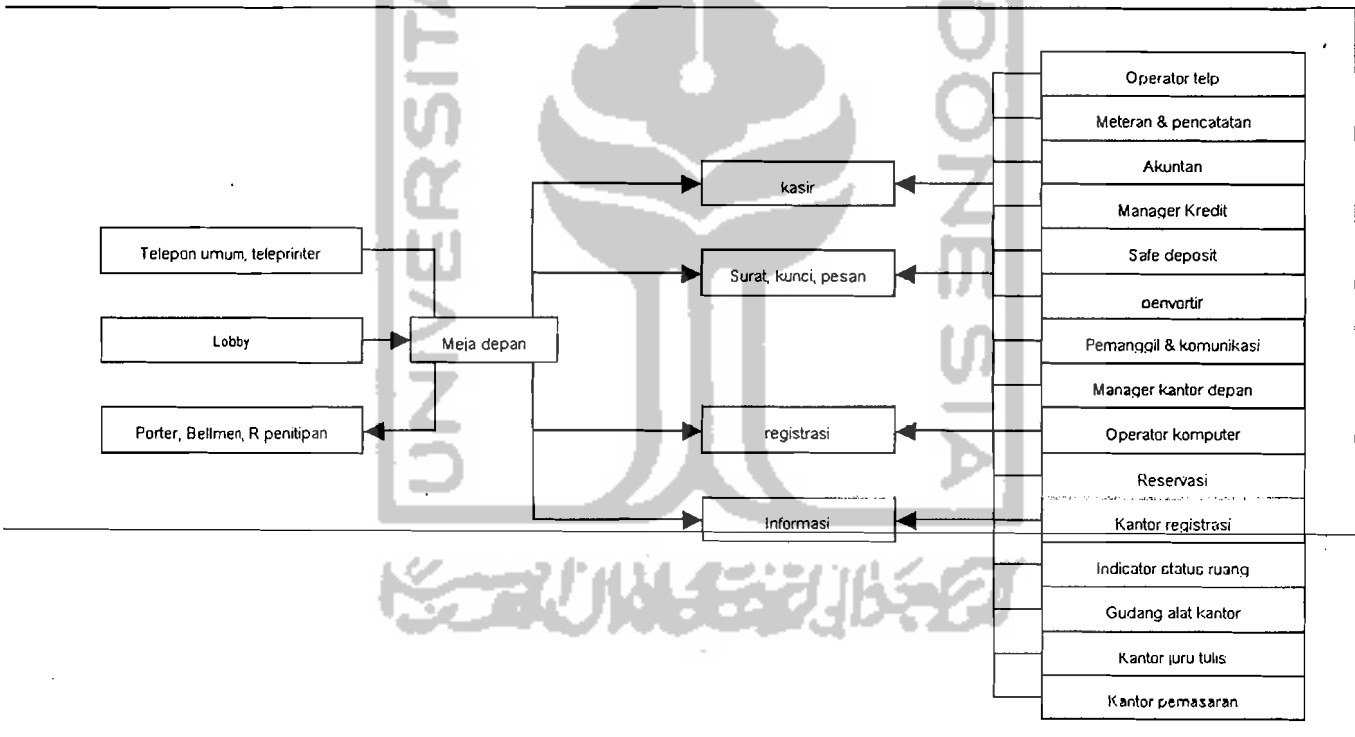 UNIVERSITA
DONESIA
Telepon umum, teleprinter
Lobby
Porter, Bellmen, R penitipan
Meja depan
kasir
Surat, kunci, pesan
registrasi
Informasi
Operator telp
Meteran & pencatatan
Akuntan
Manager Kredit
Safe deposit
penyortir
Pemanggil & komunikasi
Manager kantor depan
Operator komputer
Reservasi
Kantor registrasi
Indicator status ruang
Gudang alat kantor
Kantor juru tulis
Kantor pemasaran